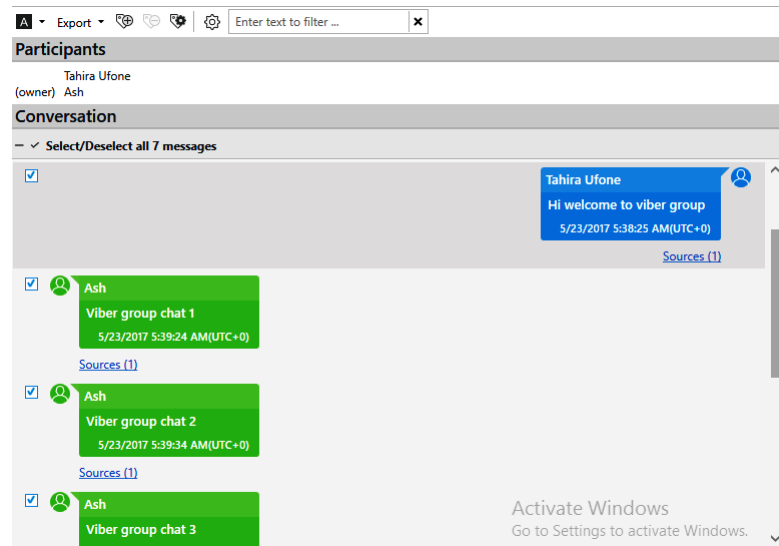 A Export Enter text to filter ...
Participants
Tahira Ufone
(owner) Ash
Conversation
Select/Deselect all 7 messages
Tahira Ufone
Hi welcome to viber group
5/23/2017 5:38:25 AM(UTC+0)
Sources (1)
Ash
Viber group chat 1
5/23/2017 5:39:24 AM(UTC+0)
Sources (1)
Ash
Viber group chat 2
5/23/2017 5:39:34 AM(UTC+0)
Sources (1)
Ash
Viber group chat 3
Activate Windows
Go to Settings to activate Windows.